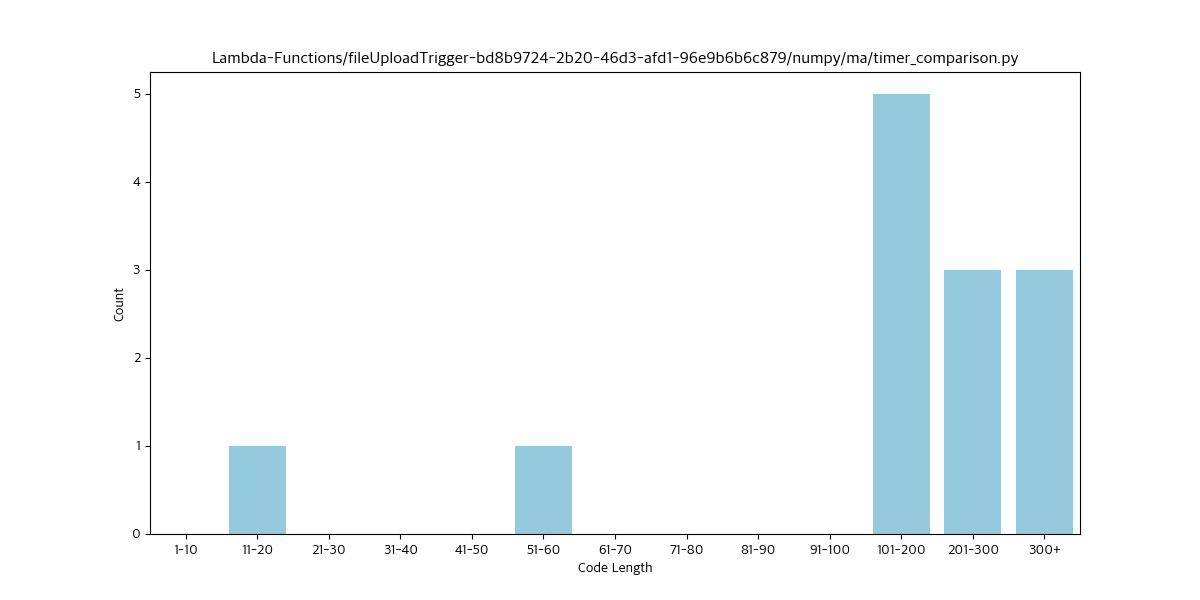 Lambda-Functions/fileUploadTrigger-bd8b9724-2b20-46d3-afd1-96e9b6b6c879/numpy/ma/timer_comparison.py
5
4
3
2
1
0
Count
1-10 11-20 21-30 31-40 41-50 51-60 61-70 71-80 81-90 91-100 101-200 201-300 300+
Code Length